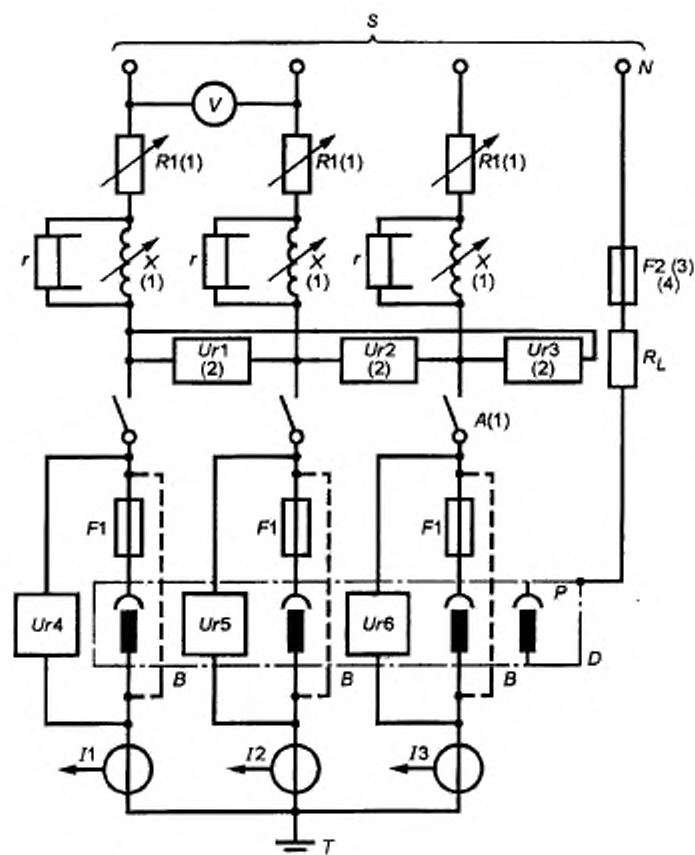 S
N
V
R1(1) R1(1) R1(1)
r X (1) r X (1) r X (1)
F2 (3)
(4)
Ur1 (2) Ur2 (2) Ur3 (2)
RL
A(1)
F1 F1 F1
P
Ur4 Ur5 Ur6
B B B D
I1 I2 I3
T